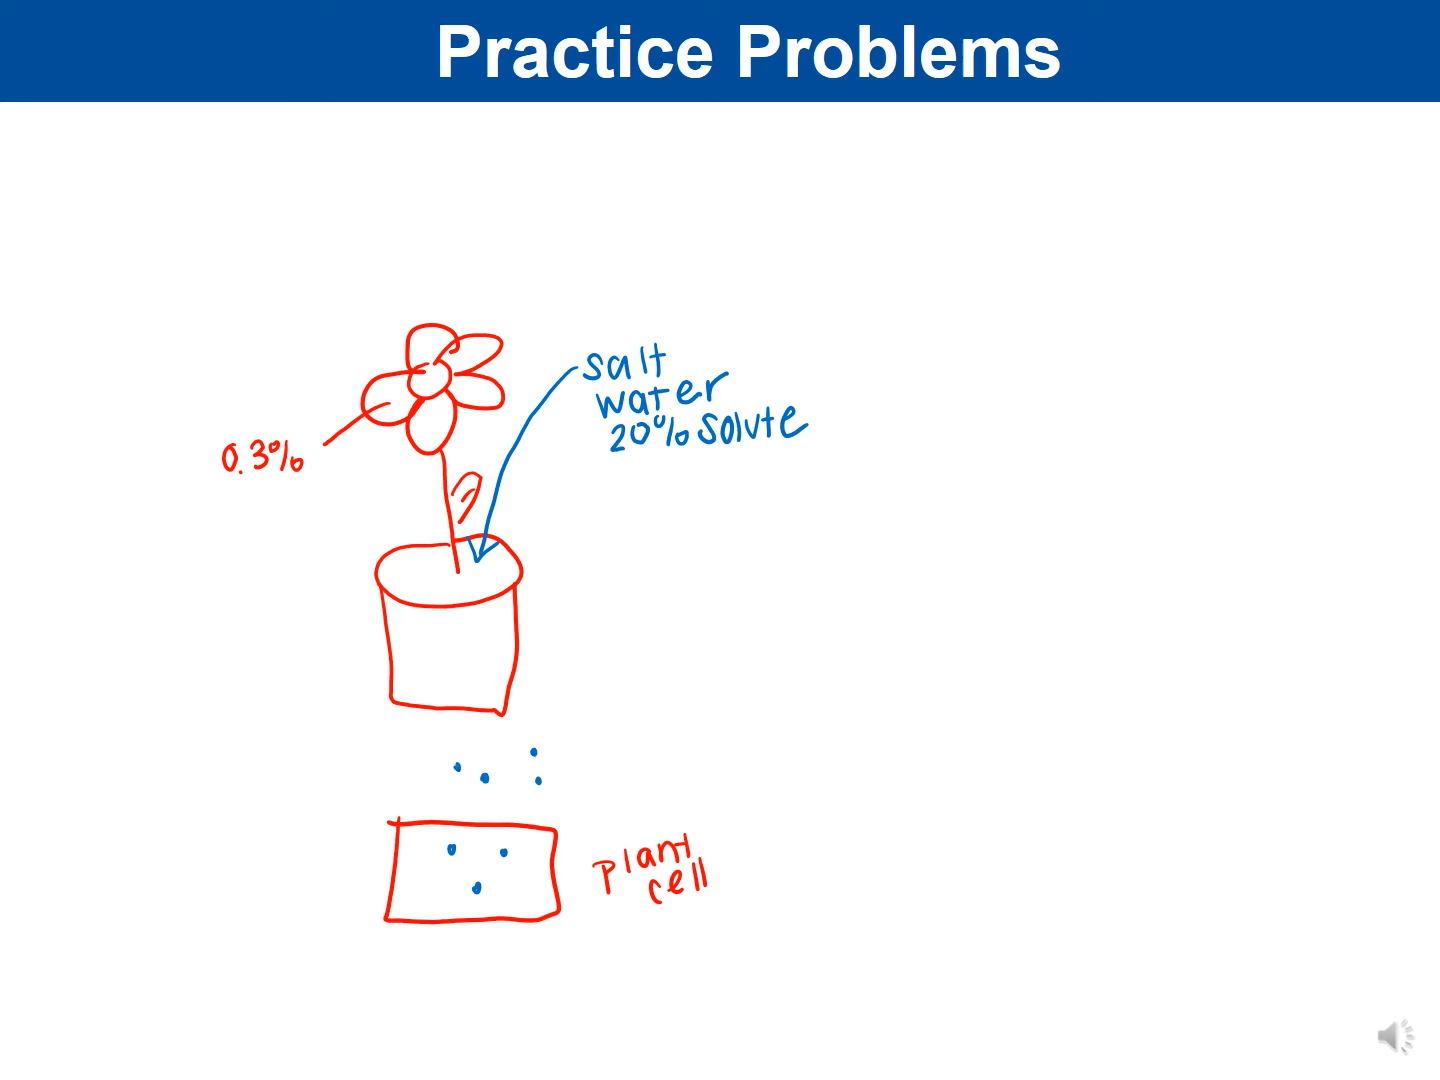 Practice Problems
salt
water
20% solute
0.3%
plant
cell